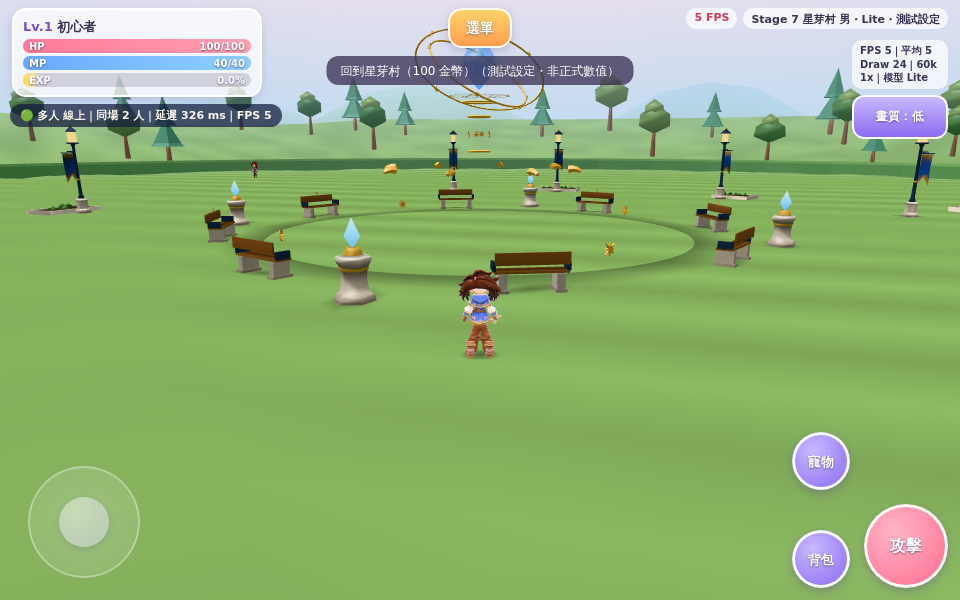 Lv.1 初心者
HP 100/100
MP 40/40
EXP 0.0%
🟢 多人 線上｜同場 2 人｜延遲 326 ms｜FPS 5
選單
回到星芽村（100 金幣）（測試設定・非正式數值）
5 FPS
Stage 7 星芽村 男・Lite・測試設定
FPS 5｜平均 5
Draw 24｜60k
1x｜模型 Lite
畫質：低
寵物
背包
攻擊